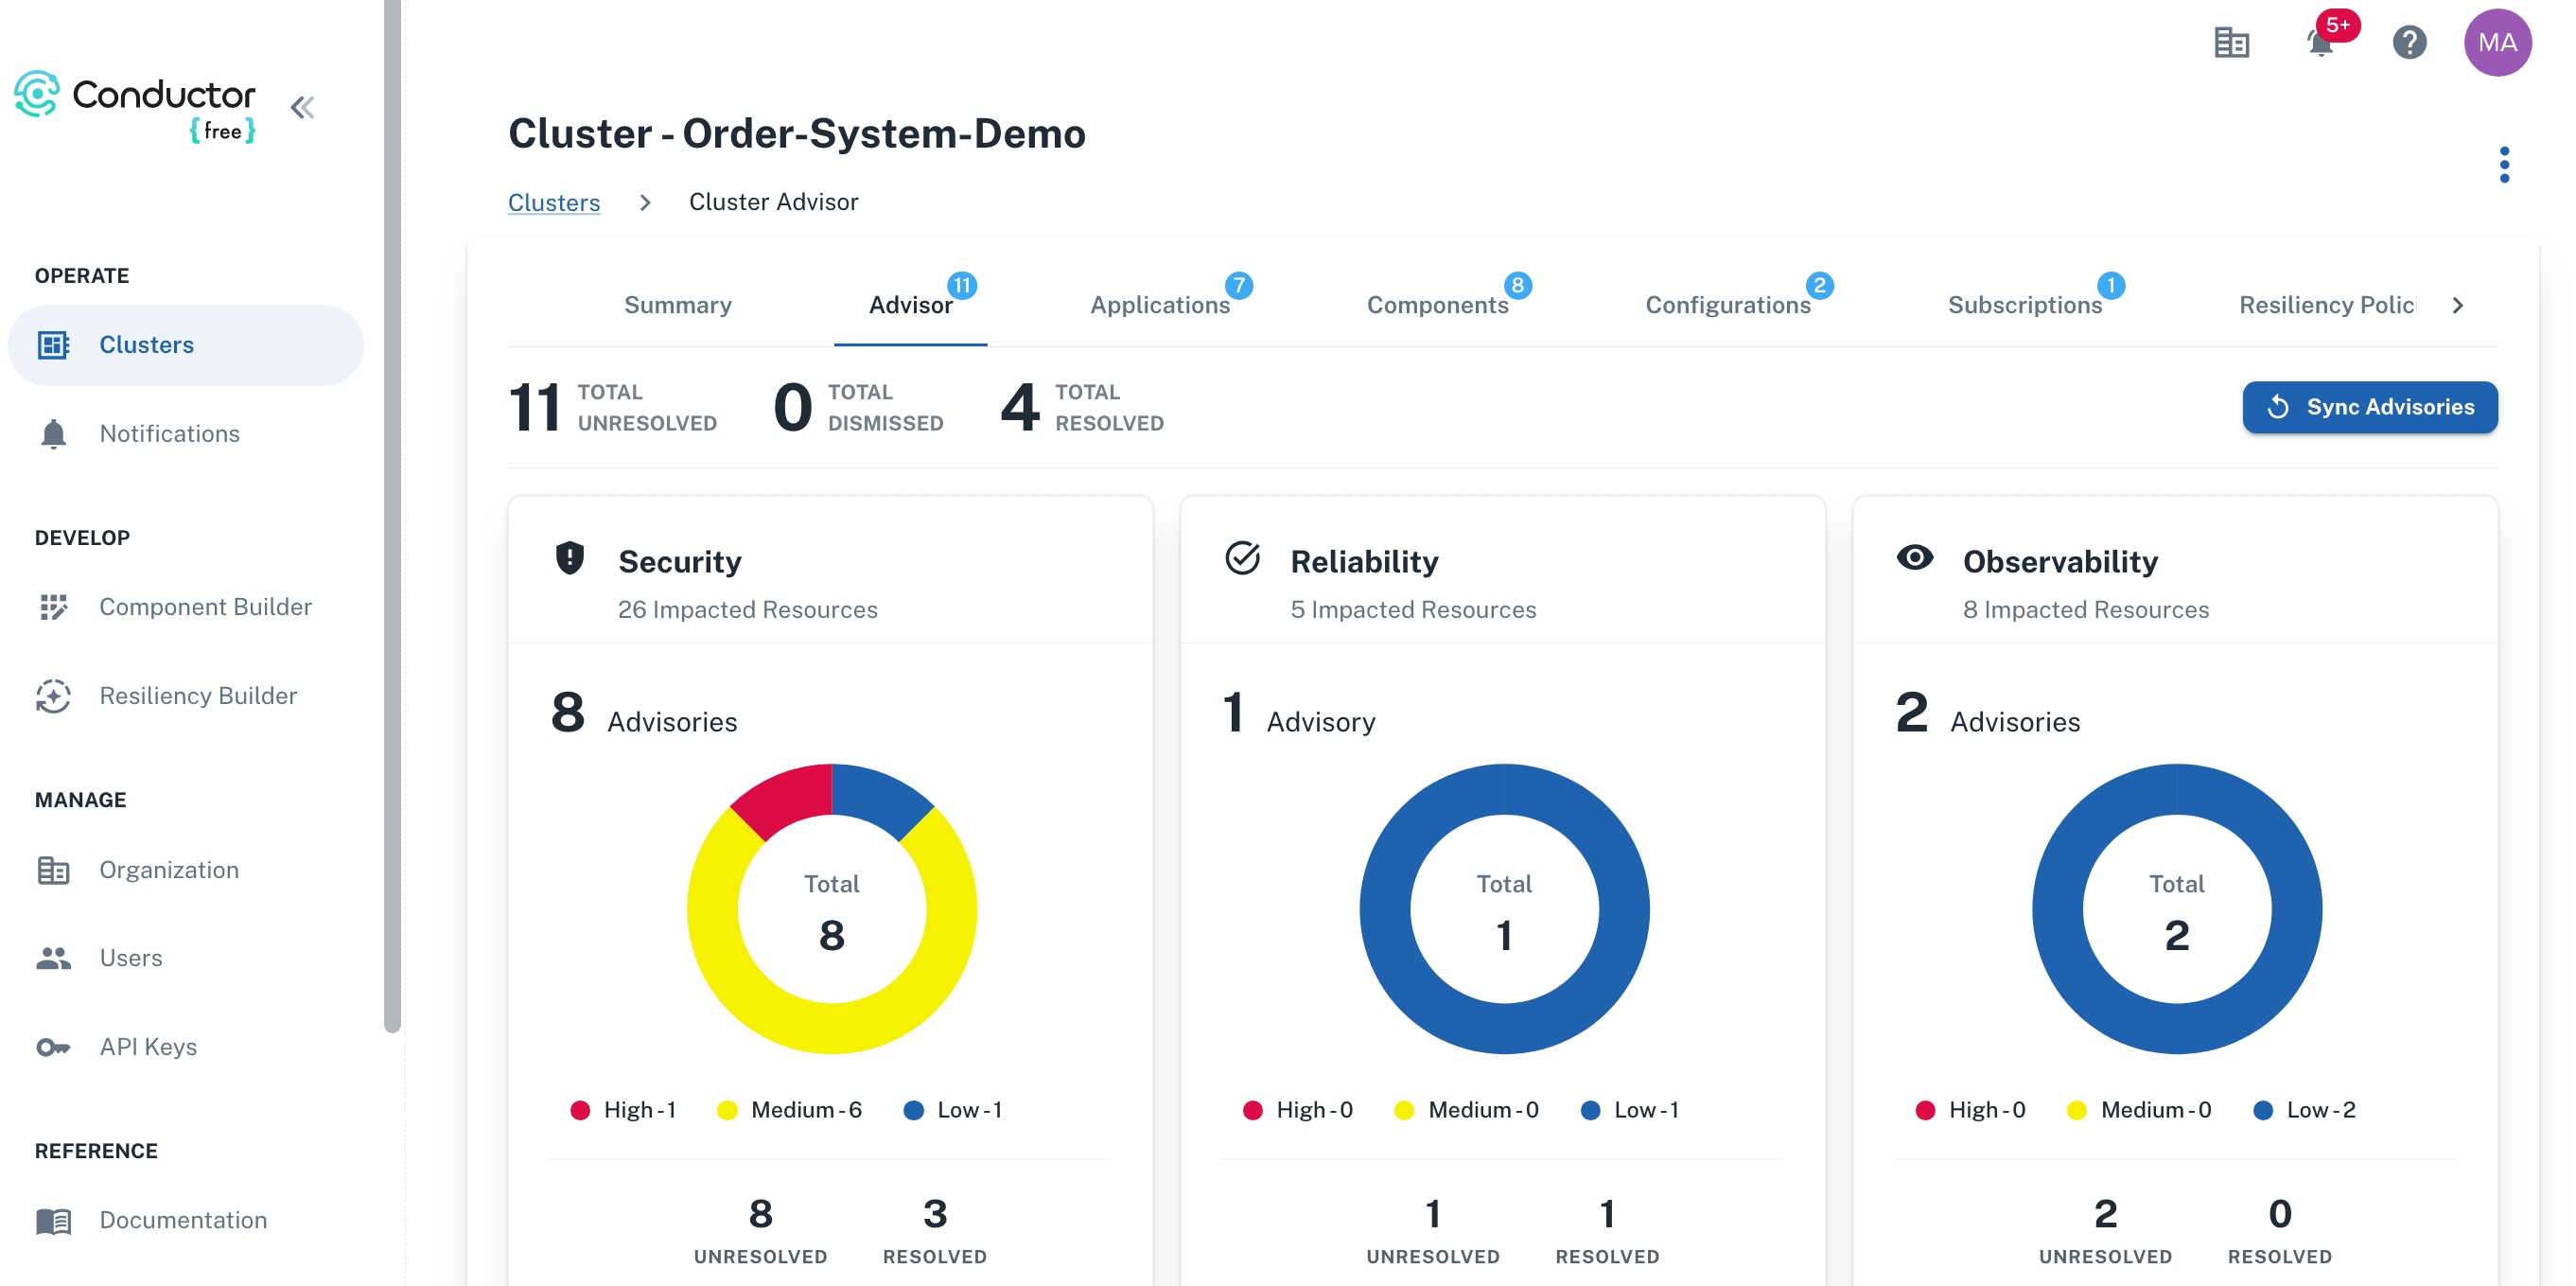 5+
MA
Conductor
{free}
Cluster - Order-System-Demo
Clusters > Cluster Advisor
OPERATE
Clusters
Notifications
DEVELOP
Component Builder
Resiliency Builder
MANAGE
Organization
Users
API Keys
REFERENCE
Documentation
Summary
Advisor 11
Applications 7
Components 8
Configurations 2
Subscriptions 1
Resiliency Polici
11 TOTAL UNRESOLVED
0 TOTAL DISMISSED
4 TOTAL RESOLVED
Sync Advisories
Security
26 Impacted Resources
8 Advisories
Total
8
High - 1 Medium - 6 Low - 1
8 UNRESOLVED
3 RESOLVED
Reliability
5 Impacted Resources
1 Advisory
Total
1
High - 0 Medium - 0 Low - 1
1 UNRESOLVED
1 RESOLVED
Observability
8 Impacted Resources
2 Advisories
Total
2
High - 0 Medium - 0 Low - 2
2 UNRESOLVED
0 RESOLVED